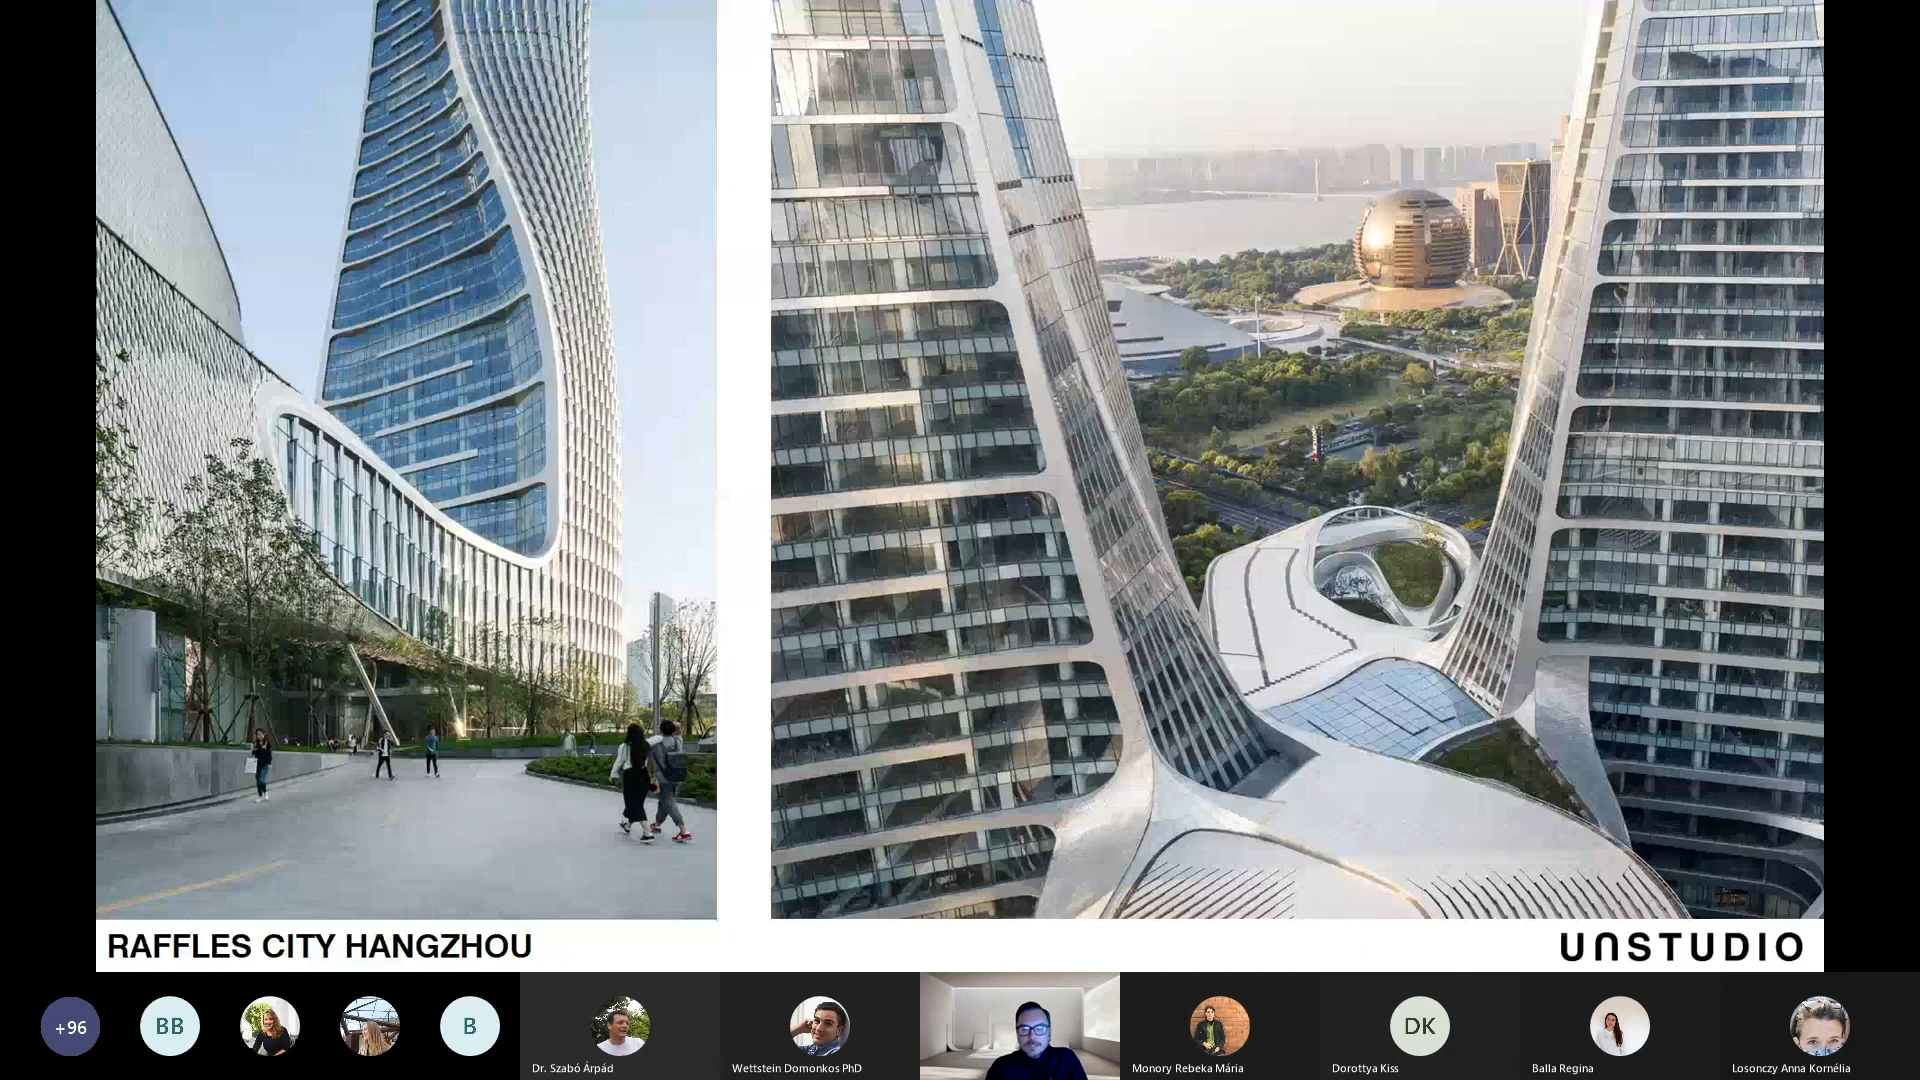 RAFFLES CITY HANGZHOU
UNSTUDIO
+96
BB
B
Dr. Szabó Árpád
Wettstein Domonkos PhD
Monory Rebeka Mária
DK
Dorottya Kiss
Balla Regina
Losonczy Anna Kornélia